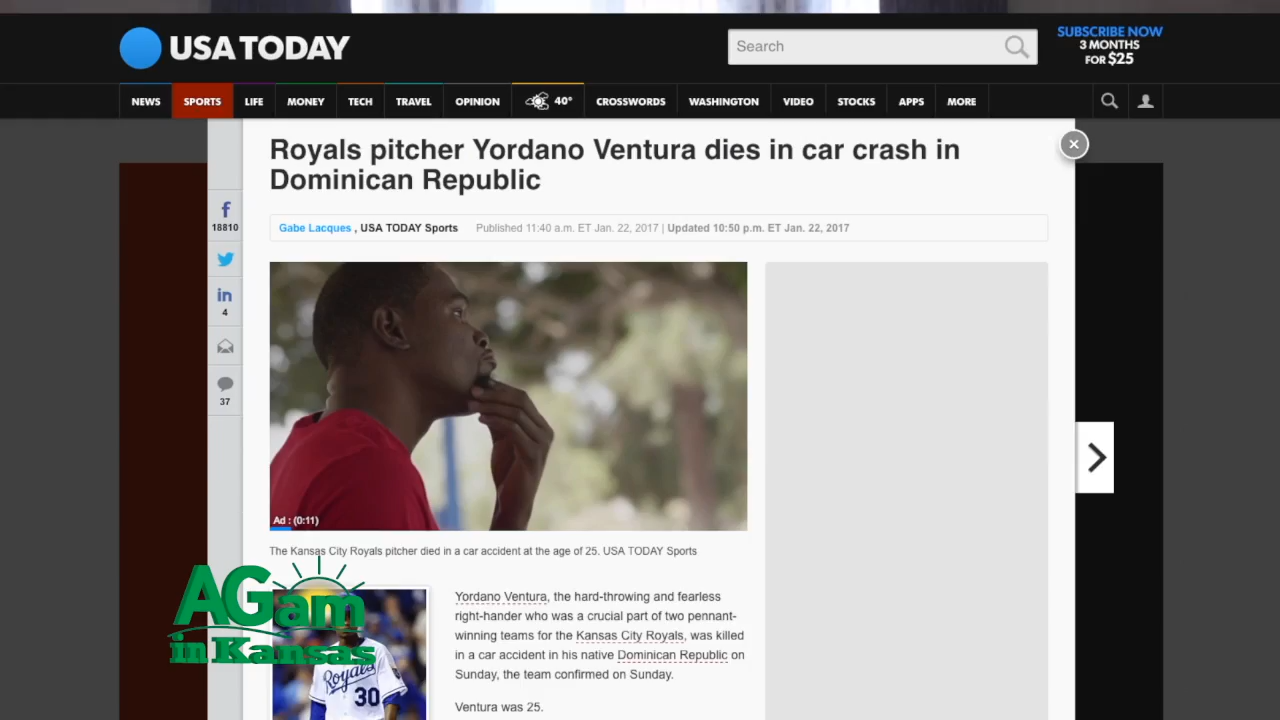 USA TODAY
Search
SUBSCRIBE NOW
3 MONTHS
FOR $25
NEWS SPORTS LIFE MONEY TECH TRAVEL OPINION 40° CROSSWORDS WASHINGTON VIDEO STOCKS APPS MORE
Royals pitcher Yordano Ventura dies in car crash in
Dominican Republic
18810
Gabe Lacques , USA TODAY Sports Published 11:40 a.m. ET Jan. 22, 2017 | Updated 10:50 p.m. ET Jan. 22, 2017
in
4
37
Ad : (0:11)
The Kansas City Royals pitcher died in a car accident at the age of 25. USA TODAY Sports
AGam
in Kansas
Royals
30
Yordano Ventura, the hard-throwing and fearless
right-hander who was a crucial part of two pennant-
winning teams for the Kansas City Royals, was killed
in a car accident in his native Dominican Republic on
Sunday, the team confirmed on Sunday.
Ventura was 25.